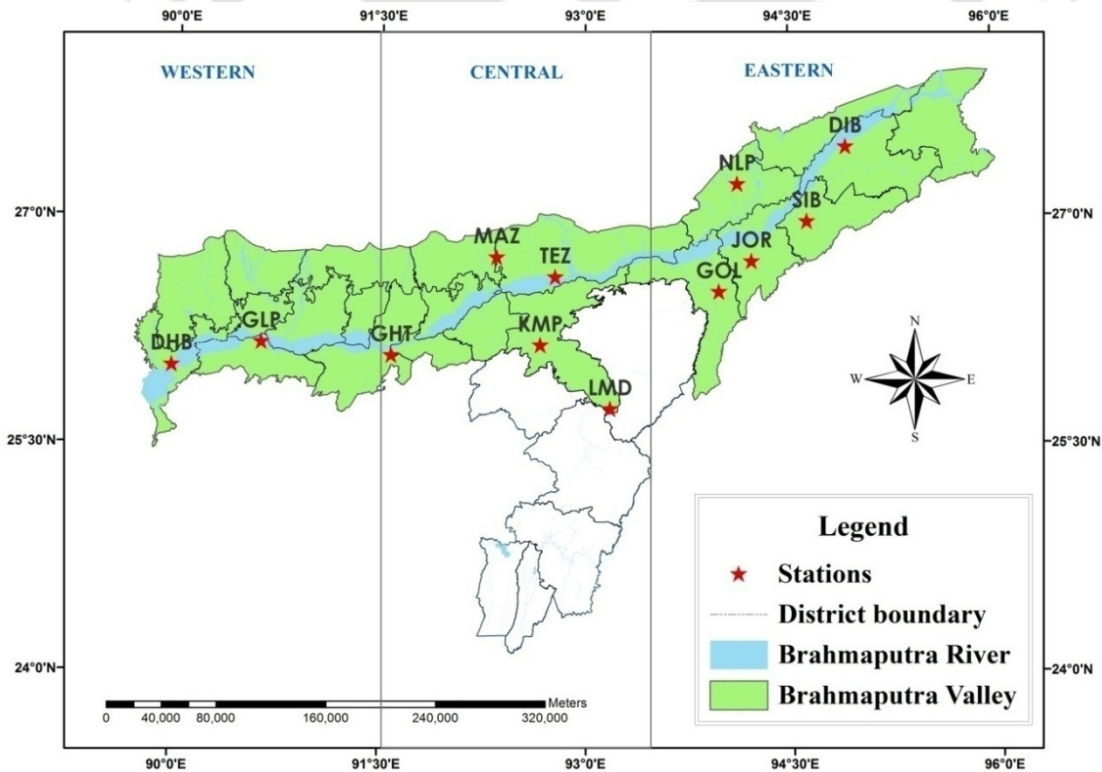 90°0'E 91°30'E 93°0'E 94°30'E 96°0'E
WESTERN CENTRAL EASTERN
DIB
NLP
SIB
27°0'N 27°0'N
MAZ JOR
TEZ GOL
GLP KMP
DHB GHT
LMD
N
W E
S
25°30'N 25°30'N
Legend
Stations
District boundary
Brahmaputra River
Brahmaputra Valley
24°0'N 24°0'N
Meters
0 40,000 80,000 160,000 240,000 320,000
90°0'E 91°30'E 93°0'E 94°30'E 96°0'E